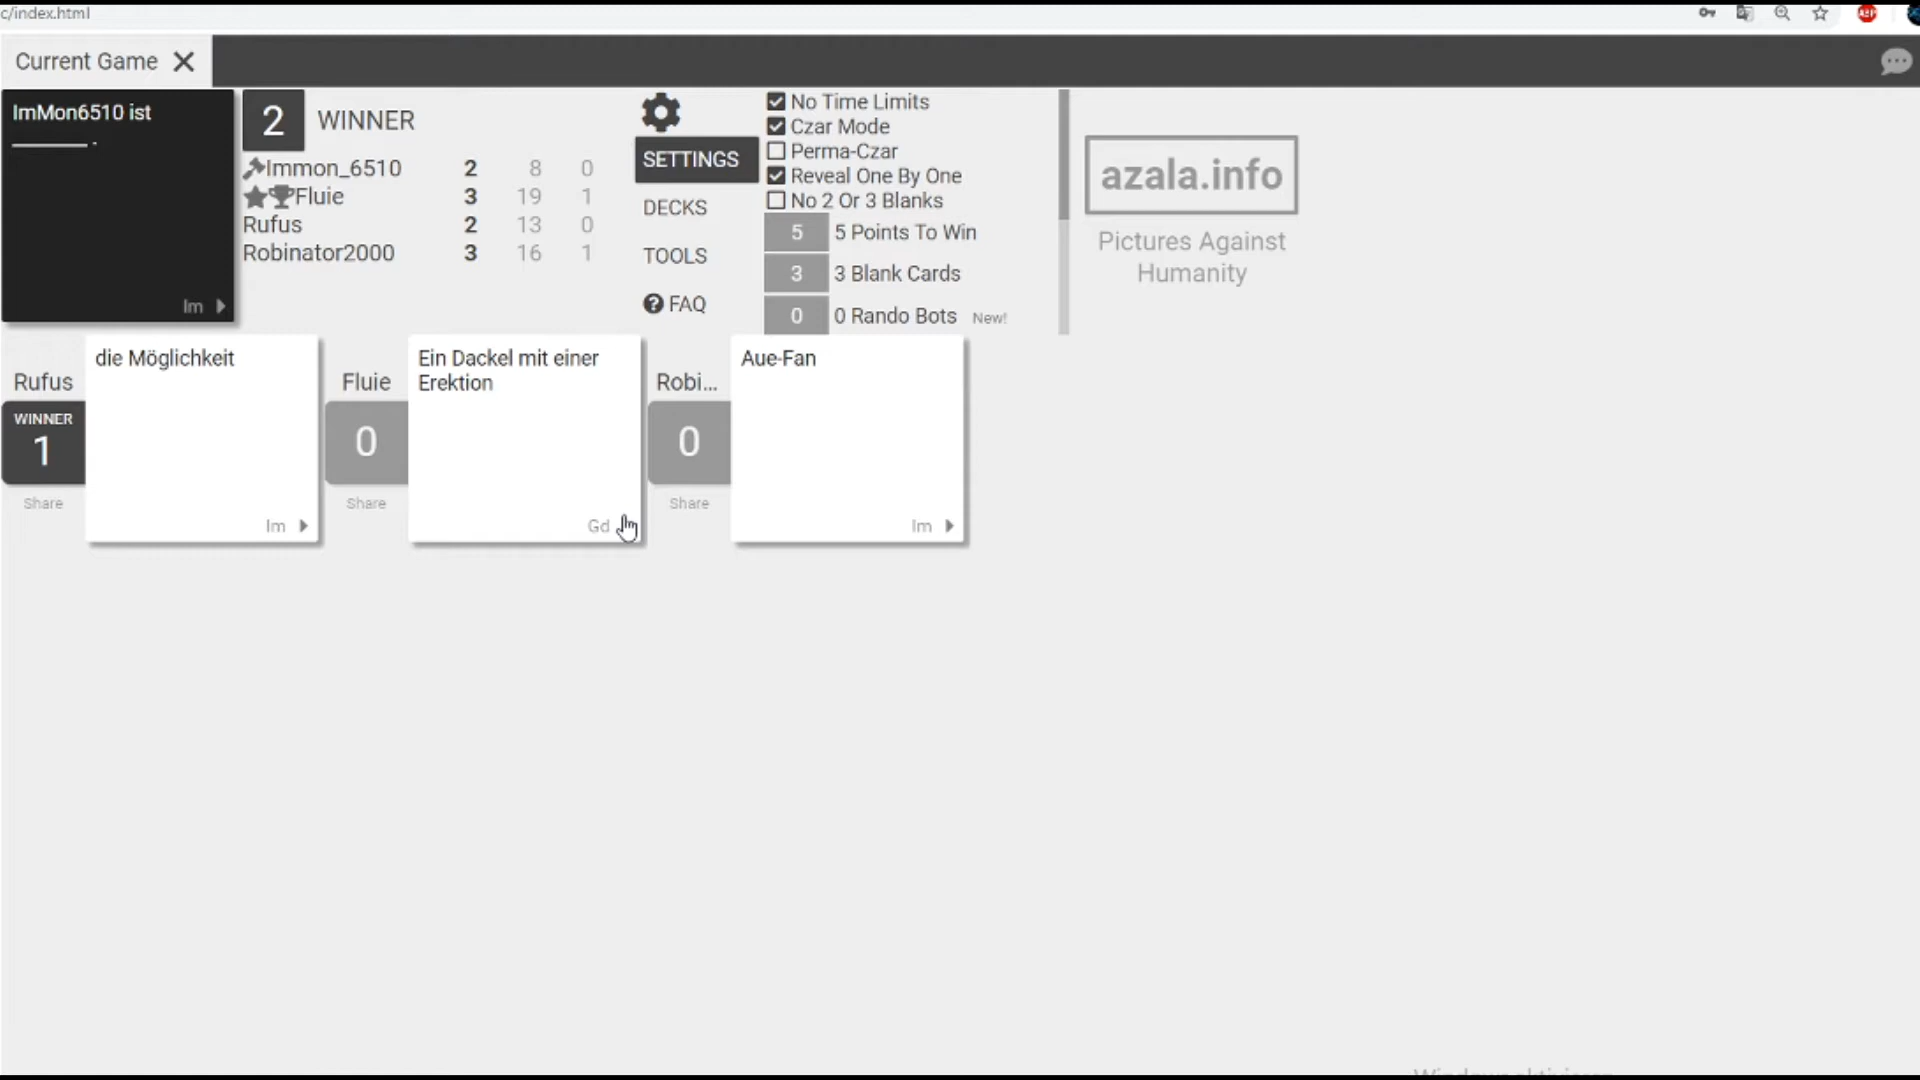 c/index.html
Current Game
ImMon6510 ist
________.
Im
2 WINNER
Immon_6510 2 8 0
Fluie 3 19 1
Rufus 2 13 0
Robinator2000 3 16 1
SETTINGS
DECKS
TOOLS
FAQ
No Time Limits
Czar Mode
Perma-Czar
Reveal One By One
No 2 Or 3 Blanks
5 5 Points To Win
3 3 Blank Cards
0 0 Rando Bots New!
azala.info
Pictures Against
Humanity
Rufus
WINNER
1
Share
die Möglichkeit
Im
Fluie
0
Share
Ein Dackel mit einer
Erektion
Gd
Robi...
0
Share
Aue-Fan
Im
ABP
Windows aktivieren